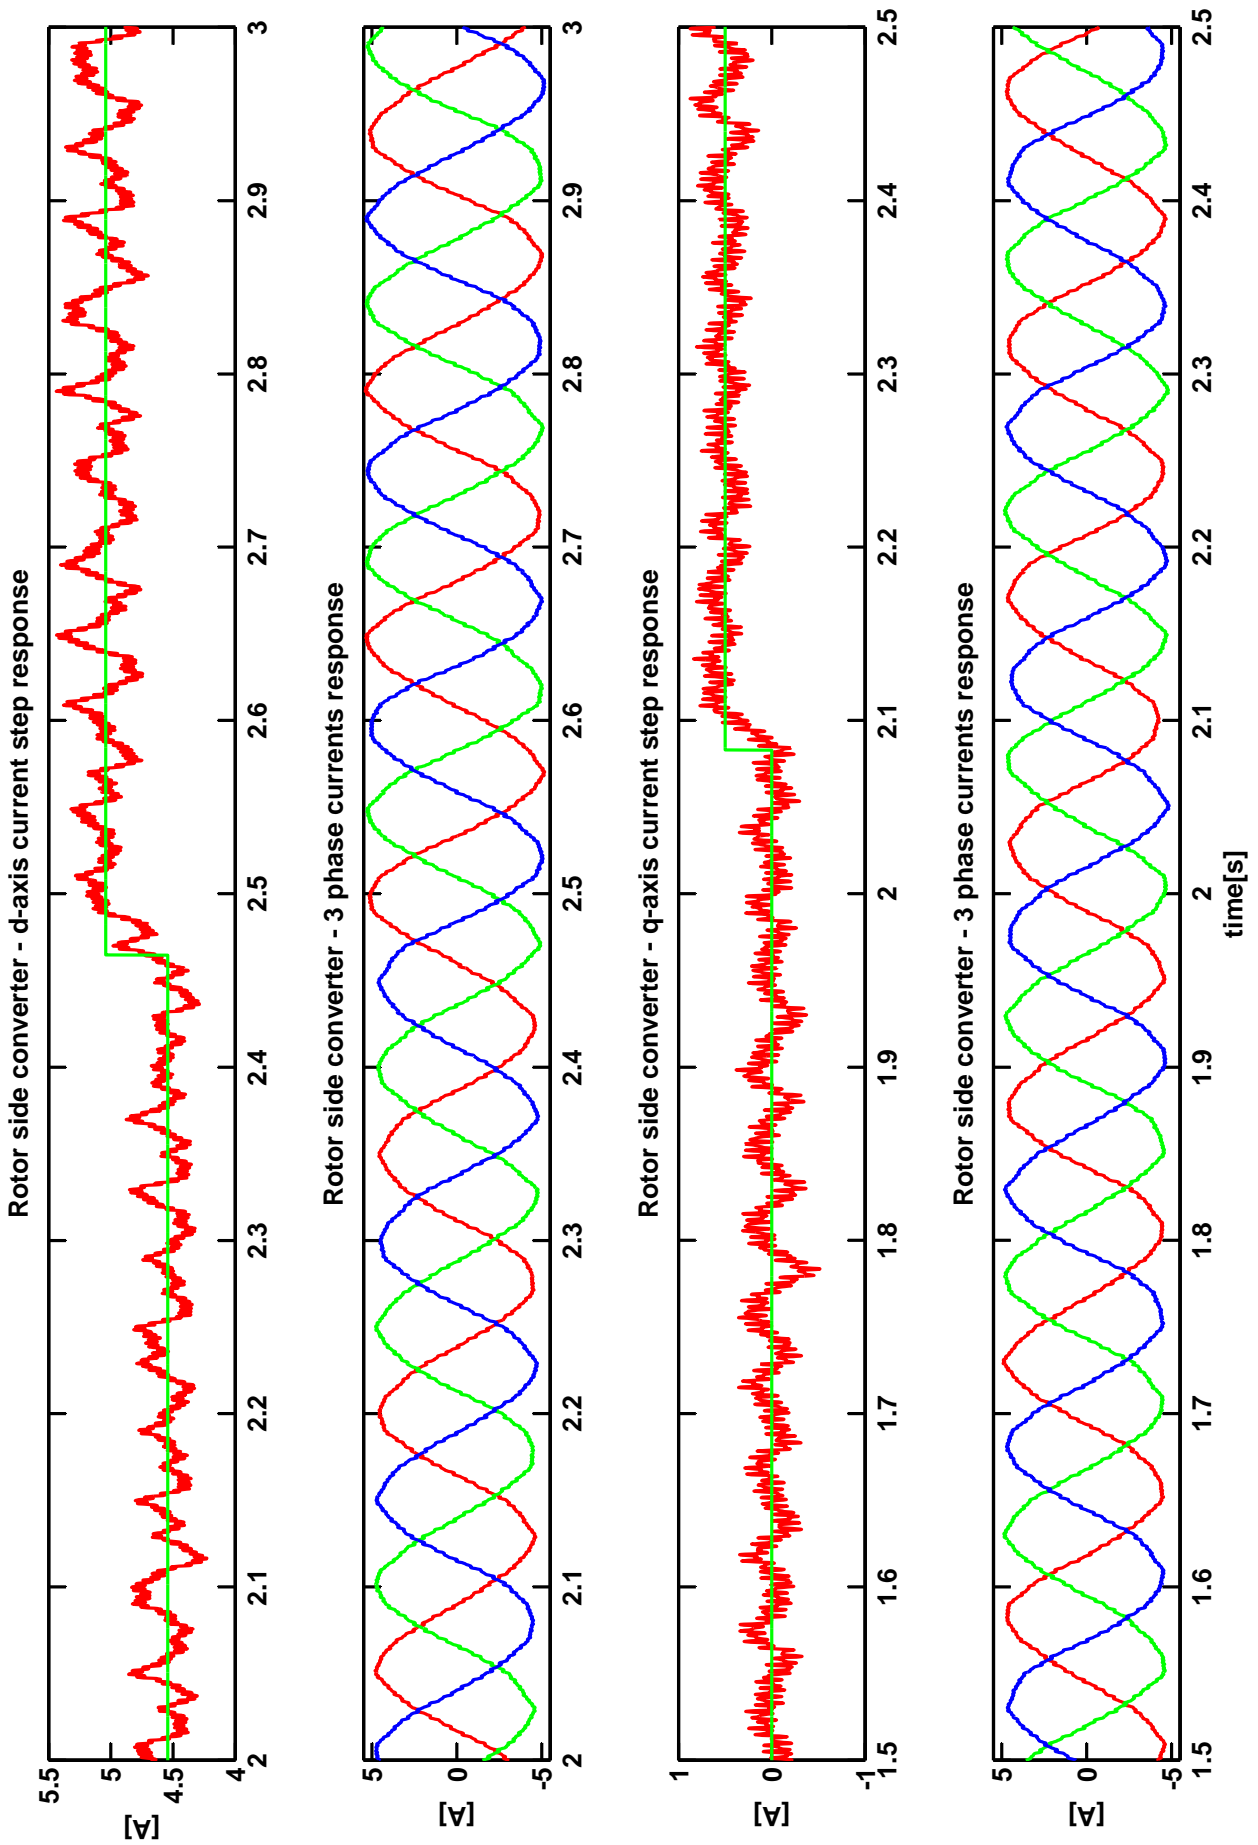 Rotor side converter - d-axis current step response
5.5
5
4.5
4
[A]
2 2.1 2.2 2.3 2.4 2.5 2.6 2.7 2.8 2.9 3
Rotor side converter - 3 phase currents response
5
0
-5
[A]
2 2.1 2.2 2.3 2.4 2.5 2.6 2.7 2.8 2.9 3
Rotor side converter - q-axis current step response
1
0
-1
[A]
1.5 1.6 1.7 1.8 1.9 2 2.1 2.2 2.3 2.4 2.5
Rotor side converter - 3 phase currents response
5
0
-5
[A]
1.5 1.6 1.7 1.8 1.9 2 2.1 2.2 2.3 2.4 2.5
time[s]